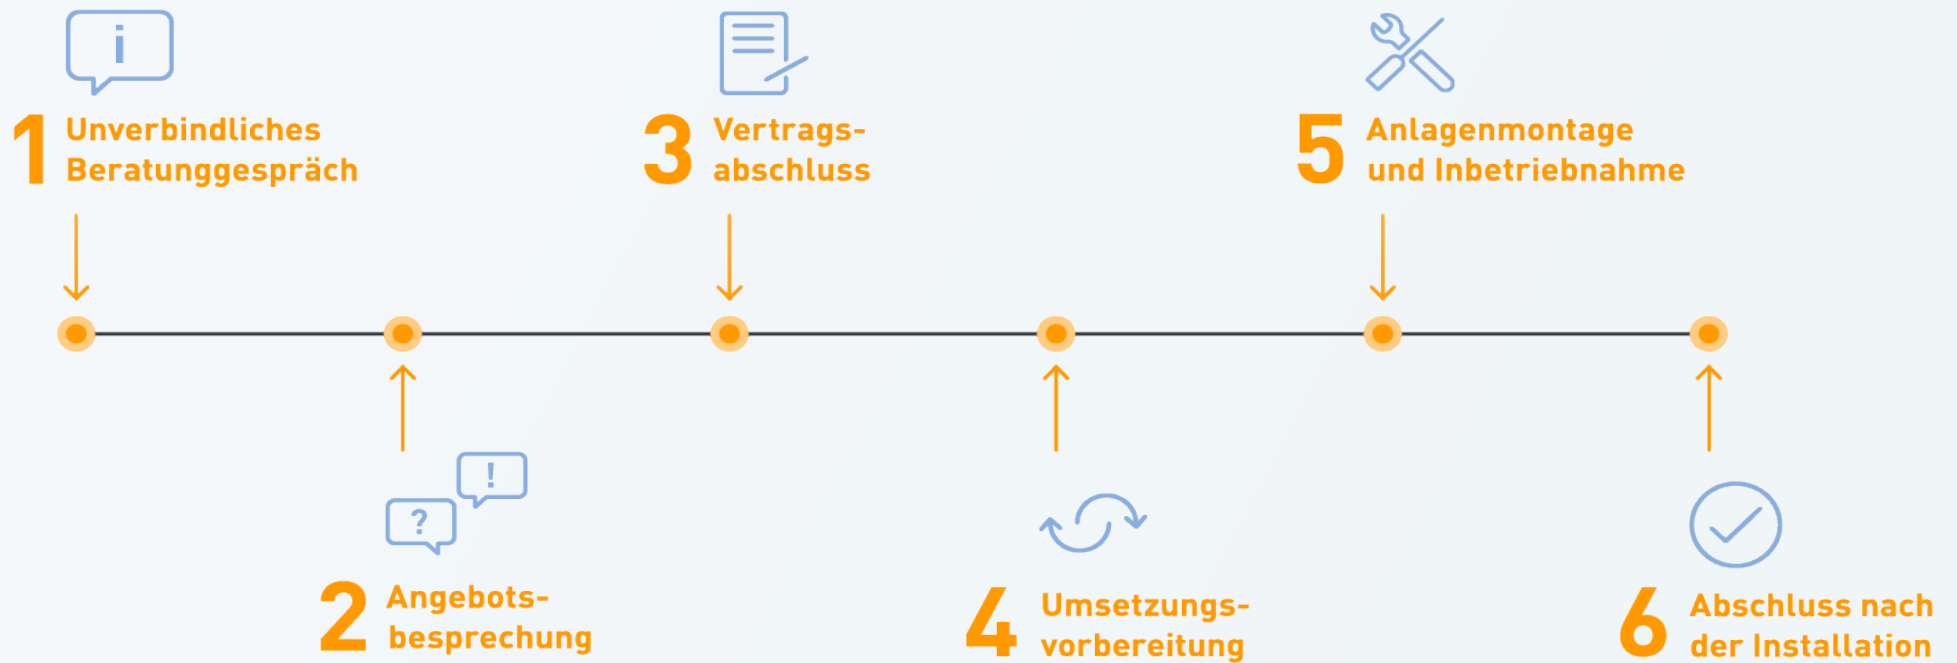 i
1 Unverbindliches
Beratunggespräch
3 Vertrags-
abschluss
5 Anlagenmontage
und Inbetriebnahme
!
?
2 Angebots-
besprechung
4 Umsetzungs-
vorbereitung
6 Abschluss nach
der Installation